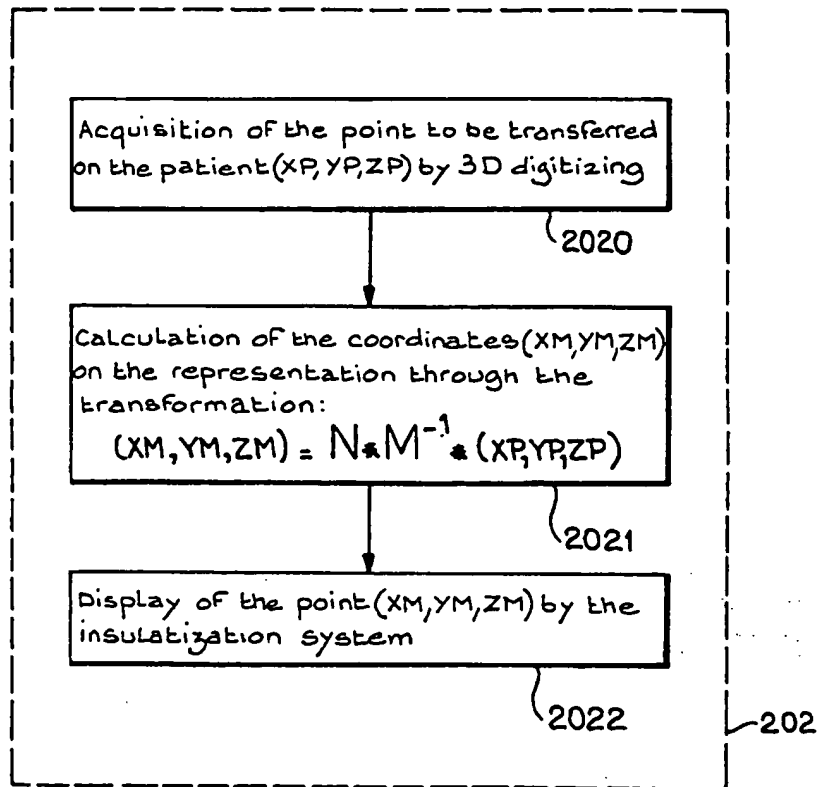 Acquisition of the point to be transferred
on the patient (XP, YP, ZP) by 3D digitizing
2020
Calculation of the coordinates (XM, YM, ZM)
on the representation through the
transformation:
(XM, YM, ZM) = N * M⁻¹ * (XP, YP, ZP)
2021
Display of the point (XM, YM, ZM) by the
insulatization system
2022
202